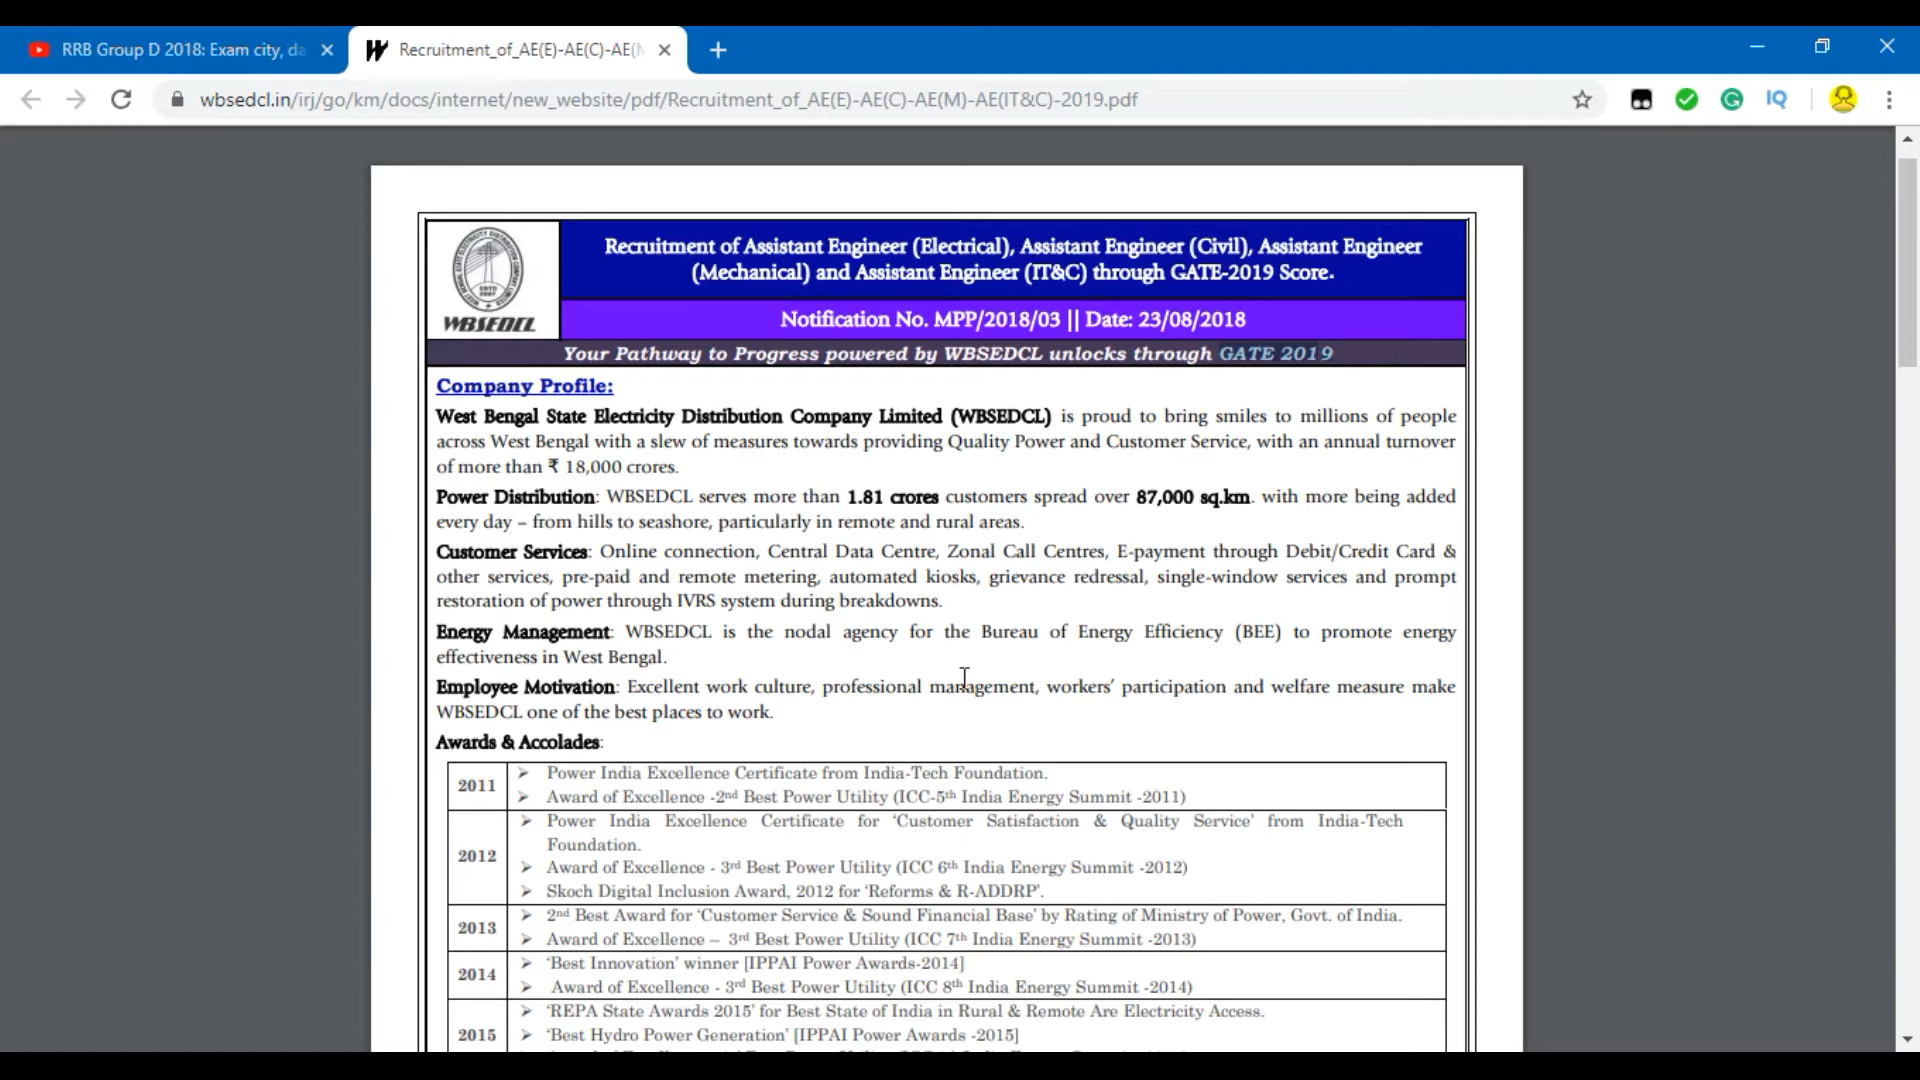 RRB Group D 2018: Exam city, da
Recruitment_of_AE(E)-AE(C)-AE(M
wbsedcl.in/irj/go/km/docs/internet/new_website/pdf/Recruitment_of_AE(E)-AE(C)-AE(M)-AE(IT&C)-2019.pdf
IQ
WBSEDCL
Recruitment of Assistant Engineer (Electrical), Assistant Engineer (Civil), Assistant Engineer
(Mechanical) and Assistant Engineer (IT&C) through GATE-2019 Score.
Notification No. MPP/2018/03 || Date: 23/08/2018
Your Pathway to Progress powered by WBSEDCL unlocks through GATE 2019
Company Profile:
West Bengal State Electricity Distribution Company Limited (WBSEDCL) is proud to bring smiles to millions of people
across West Bengal with a slew of measures towards providing Quality Power and Customer Service, with an annual turnover
of more than ₹ 18,000 crores.
Power Distribution: WBSEDCL serves more than 1.81 crores customers spread over 87,000 sq.km. with more being added
every day – from hills to seashore, particularly in remote and rural areas.
Customer Services: Online connection, Central Data Centre, Zonal Call Centres, E-payment through Debit/Credit Card &
other services, pre-paid and remote metering, automated kiosks, grievance redressal, single-window services and prompt
restoration of power through IVRS system during breakdowns.
Energy Management: WBSEDCL is the nodal agency for the Bureau of Energy Efficiency (BEE) to promote energy
effectiveness in West Bengal.
Employee Motivation: Excellent work culture, professional management, workers' participation and welfare measure make
WBSEDCL one of the best places to work.
Awards & Accolades:
2011
➢ Power India Excellence Certificate from India-Tech Foundation.
➢ Award of Excellence -2nd Best Power Utility (ICC-5th India Energy Summit -2011)
2012
➢ Power India Excellence Certificate for 'Customer Satisfaction & Quality Service' from India-Tech
Foundation.
➢ Award of Excellence - 3rd Best Power Utility (ICC 6th India Energy Summit -2012)
➢ Skoch Digital Inclusion Award, 2012 for 'Reforms & R-ADDRP'.
2013
➢ 2nd Best Award for 'Customer Service & Sound Financial Base' by Rating of Ministry of Power, Govt. of India.
➢ Award of Excellence – 3rd Best Power Utility (ICC 7th India Energy Summit -2013)
2014
➢ 'Best Innovation' winner [IPPAI Power Awards-2014]
➢ Award of Excellence - 3rd Best Power Utility (ICC 8th India Energy Summit -2014)
2015
➢ 'REPA State Awards 2015' for Best State of India in Rural & Remote Are Electricity Access.
➢ 'Best Hydro Power Generation' [IPPAI Power Awards -2015]